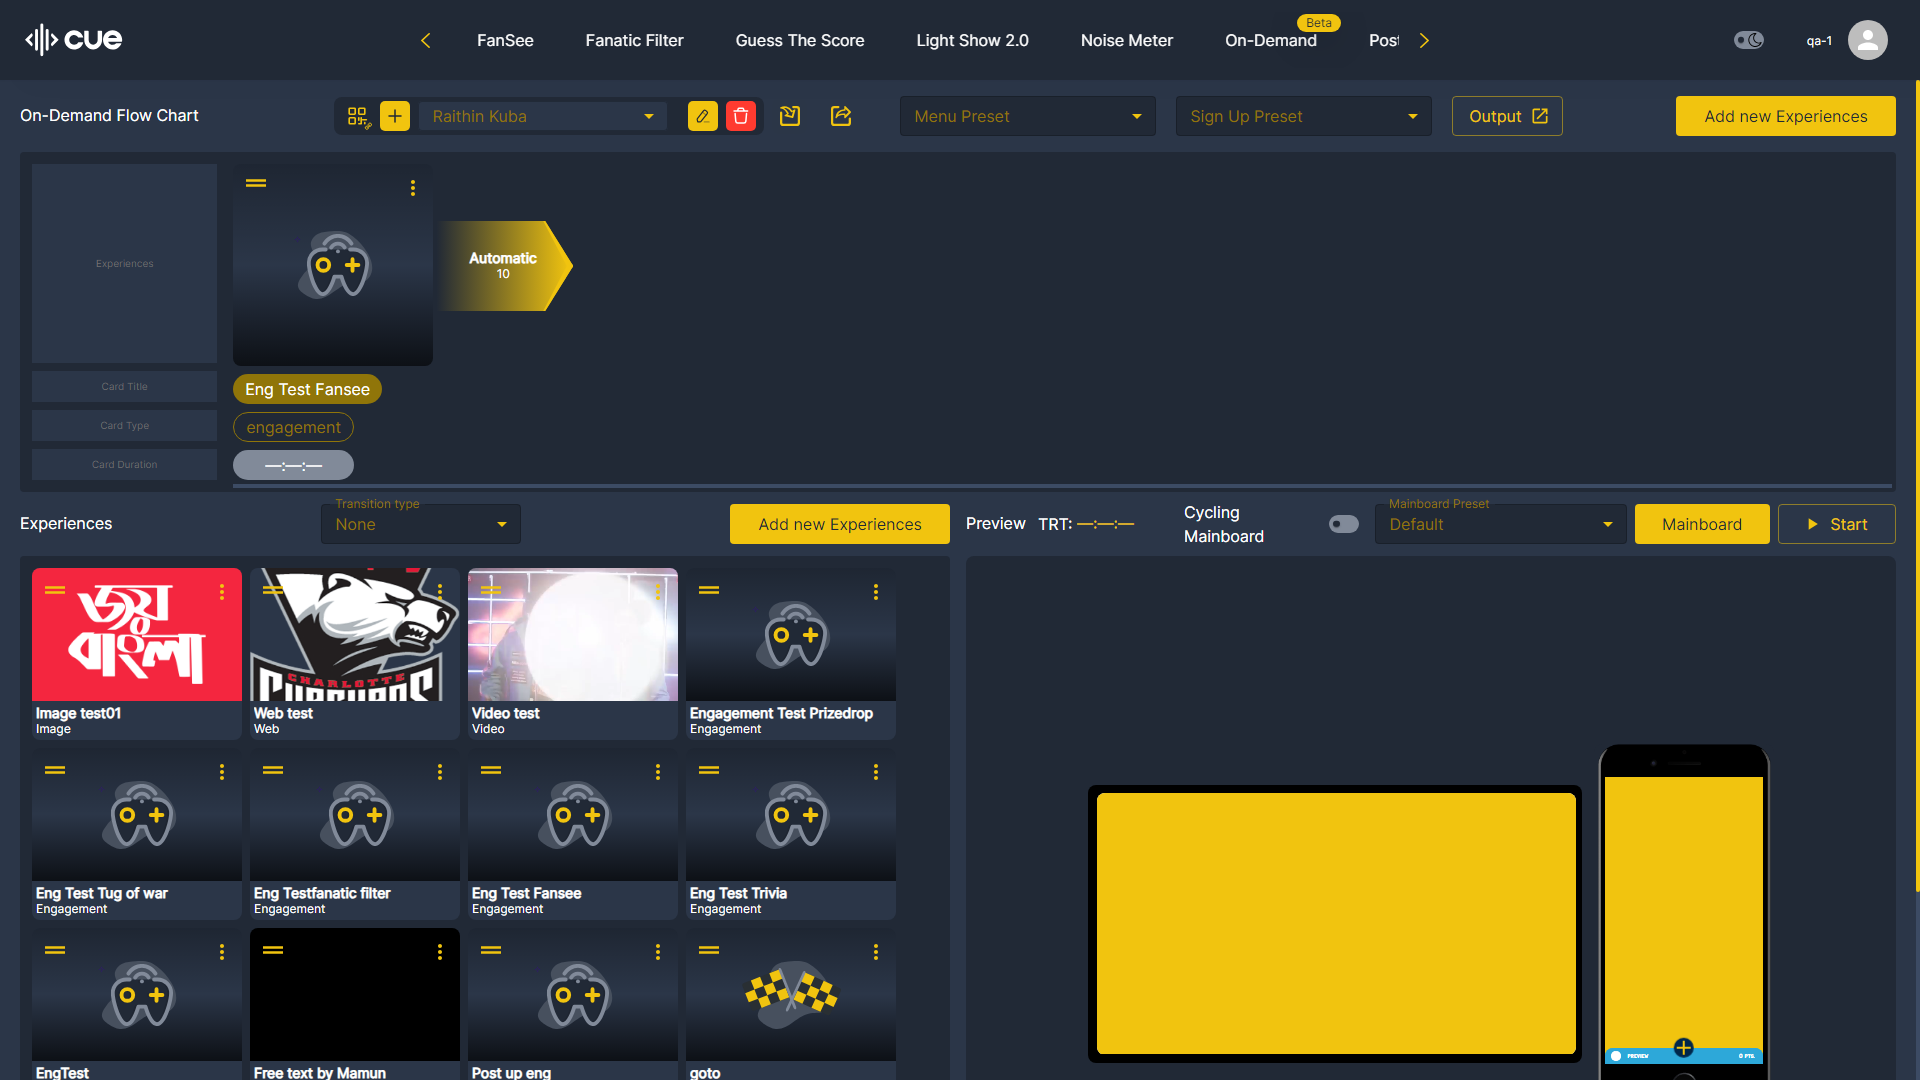 cue
FanSee
Fanatic Filter
Guess The Score
Light Show 2.0
Noise Meter
On-Demand
Beta
Post
qa-1
On-Demand Flow Chart
Raithin Kuba
Menu Preset
Sign Up Preset
Output
Add new Experiences
Experiences
Automatic
10
Card Title
Eng Test Fansee
Card Type
engagement
Card Duration
—:—:—
Experiences
Transition type
None
Add new Experiences
Preview
TRT: —:—:—
Cycling
Mainboard
Mainboard Preset
Default
Mainboard
Start
জয়
বাংলা
CHARLOTTE
Image test01
Image
Web test
Web
Video test
Video
Engagement Test Prizedrop
Engagement
Eng Test Tug of war
Engagement
Eng Testfanatic filter
Engagement
Eng Test Fansee
Engagement
Eng Test Trivia
Engagement
EngTest
Free text by Mamun
Post up eng
goto
PREVIEW
0 PTS.